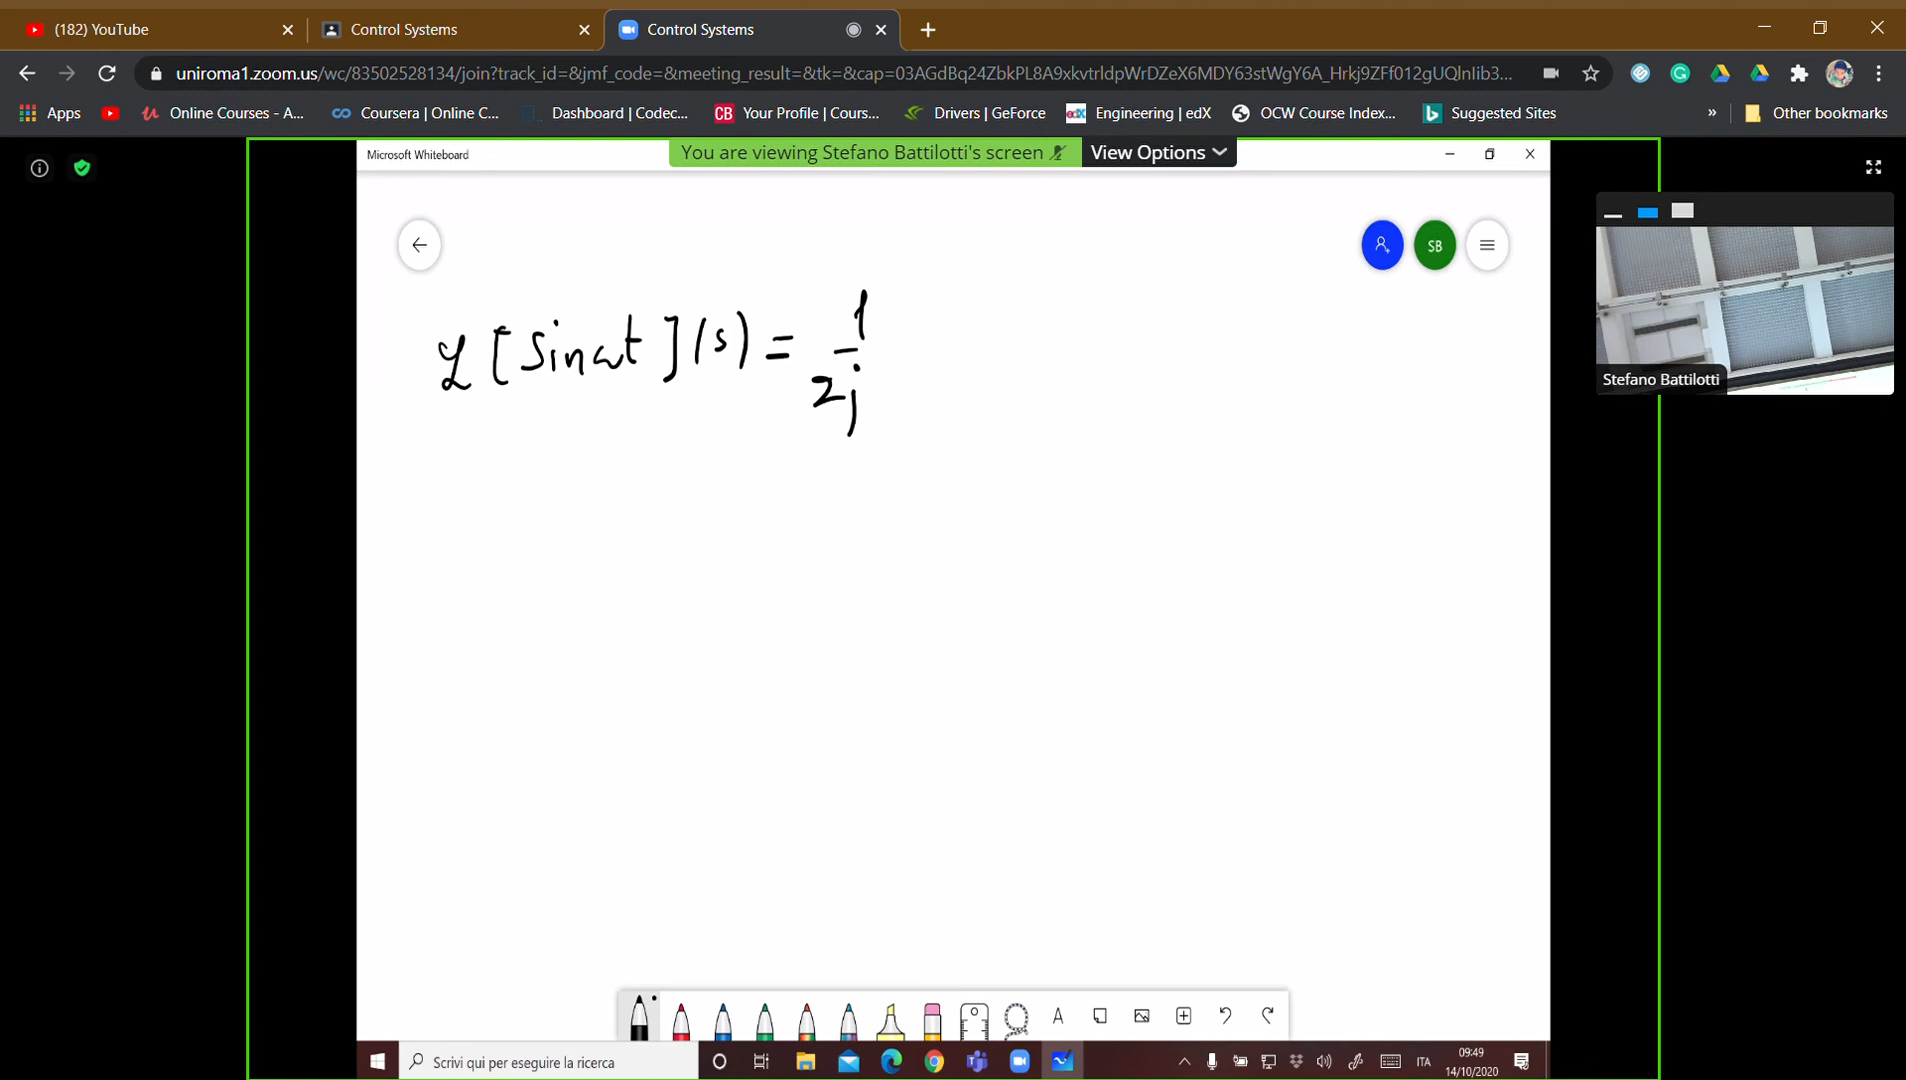 (182) YouTube
Control Systems
Control Systems
uniroma1.zoom.us/wc/83502528134/join?track_id=&jmf_code=&meeting_result=&tk=&cap=03AGdBq24ZbkPL8A9xkvtrldpWrDZeX6MDY63stWgY6A_Hrkj9ZFf012gUQlnIib3...
Apps
Online Courses - A...
Coursera | Online C...
Dashboard | Codec...
CB
Your Profile | Cours...
Drivers | GeForce
edX
Engineering | edX
OCW Course Index...
Suggested Sites
»
Other bookmarks
Microsoft Whiteboard
You are viewing Stefano Battilotti's screen
View Options
SB
Stefano Battilotti
ℒ[sin ωt](s) = 1/2j
A
Scrivi qui per eseguire la ricerca
ITA
09:49
14/10/2020